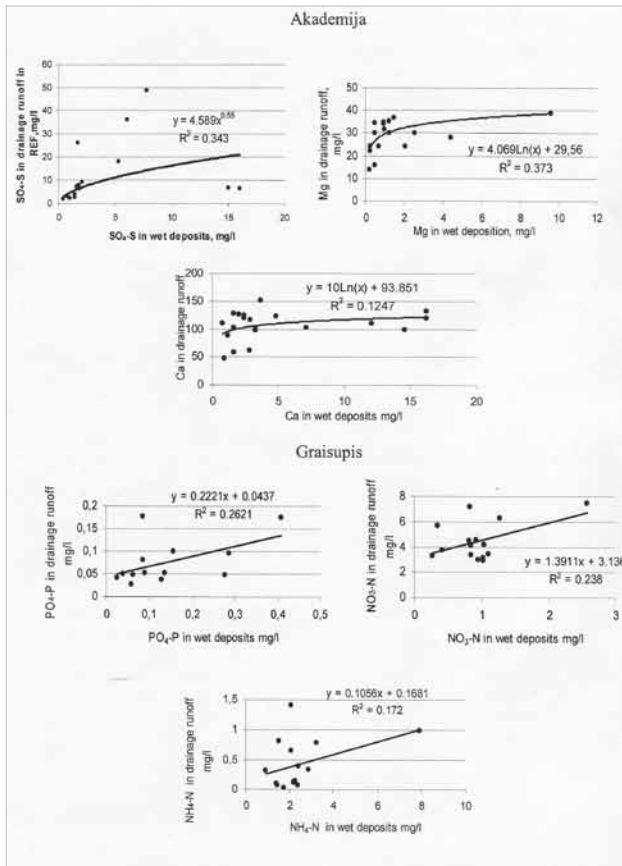 Akademija
SO₄-S in drainage runoff in
REF,mg/l
60
50
40
30
20
10
0
y = 4.589x^0,55
R² = 0.343
0
5
10
15
20
SO₄-S in wet deposits, mg/l
Mg in drainage runoff,
mg/l
50
40
30
20
10
0
y = 4.069Ln(x) + 29,56
R² = 0.373
0
2
4
6
8
10
12
Mg in wet deposition, mg/l
Ca in drainage runoff
200
150
100
50
0
y = 10Ln(x) + 93.851
R² = 0.1247
0
5
10
15
20
Ca in wet deposits mg/l
Graisupis
PO₄-P in drainage runoff
mg/l
0,2
0,15
0,1
0,05
0
y = 0.2221x + 0.0437
R² = 0.2621
0
0,1
0,2
0,3
0,4
0,5
PO₄-P in wet deposits mg/l
NO₃-N in drainage runoff
mg/l
8
6
4
2
0
y = 1.3911x + 3.136
R² = 0.238
0
1
2
3
NO₃-N in wet deposits mg/l
NH₄-N in drainage runoff
mg/l
1,5
1
0,5
0
y = 0.1056x + 0.1681
R² = 0.172
0
2
4
6
8
10
NH₄-N in wet deposits mg/l